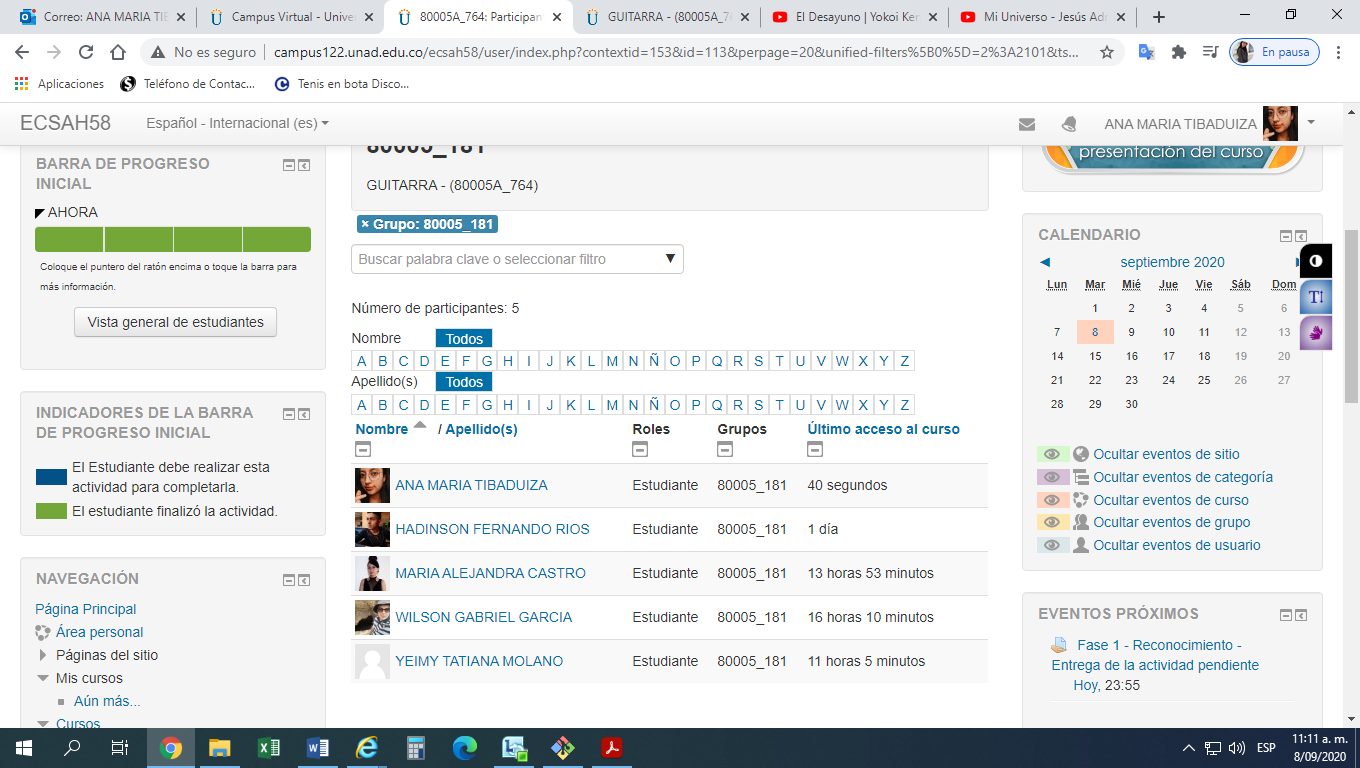 Correo: ANA MARIA TIE
Campus Virtual - Unive
80005A_764: Participan
GUITARRA - (80005A_7
El Desayuno | Yokoi Ken
Mi Universo - Jesús Adr
No es seguro | campus122.unad.edu.co/ecsah58/user/index.php?contextid=153&id=113&perpage=20&unified-filters%5B0%5D=2%3A2101&ts...
En pausa
Aplicaciones
Teléfono de Contac...
Tenis en bota Disco...
ECSAH58
Español - Internacional (es)
ANA MARIA TIBADUIZA
BARRA DE PROGRESO
INICIAL
AHORA
Coloque el puntero del ratón encima o toque la barra para
más información.
Vista general de estudiantes
INDICADORES DE LA BARRA
DE PROGRESO INICIAL
El Estudiante debe realizar esta
actividad para completarla.
El estudiante finalizó la actividad.
NAVEGACIÓN
Página Principal
Área personal
Páginas del sitio
Mis cursos
Aún más...
Cursos
80005_181
GUITARRA - (80005A_764)
× Grupo: 80005_181
Buscar palabra clave o seleccionar filtro ▼
Número de participantes: 5
Nombre Todos
A B C D E F G H I J K L M N Ñ O P Q R S T U V W X Y Z
Apellido(s) Todos
A B C D E F G H I J K L M N Ñ O P Q R S T U V W X Y Z
Nombre / Apellido(s) Roles Grupos Último acceso al curso
ANA MARIA TIBADUIZA Estudiante 80005_181 40 segundos
HADINSON FERNANDO RIOS Estudiante 80005_181 1 día
MARIA ALEJANDRA CASTRO Estudiante 80005_181 13 horas 53 minutos
WILSON GABRIEL GARCIA Estudiante 80005_181 16 horas 10 minutos
YEIMY TATIANA MOLANO Estudiante 80005_181 11 horas 5 minutos
presentación del curso
CALENDARIO
septiembre 2020
Lun Mar Mié Jue Vie Sáb Dom
1 2 3 4 5 6
7 8 9 10 11 12 13
14 15 16 17 18 19 20
21 22 23 24 25 26 27
28 29 30
Ocultar eventos de sitio
Ocultar eventos de categoría
Ocultar eventos de curso
Ocultar eventos de grupo
Ocultar eventos de usuario
EVENTOS PRÓXIMOS
Fase 1 - Reconocimiento -
Entrega de la actividad pendiente
Hoy, 23:55
ESP
11:11 a. m.
8/09/2020